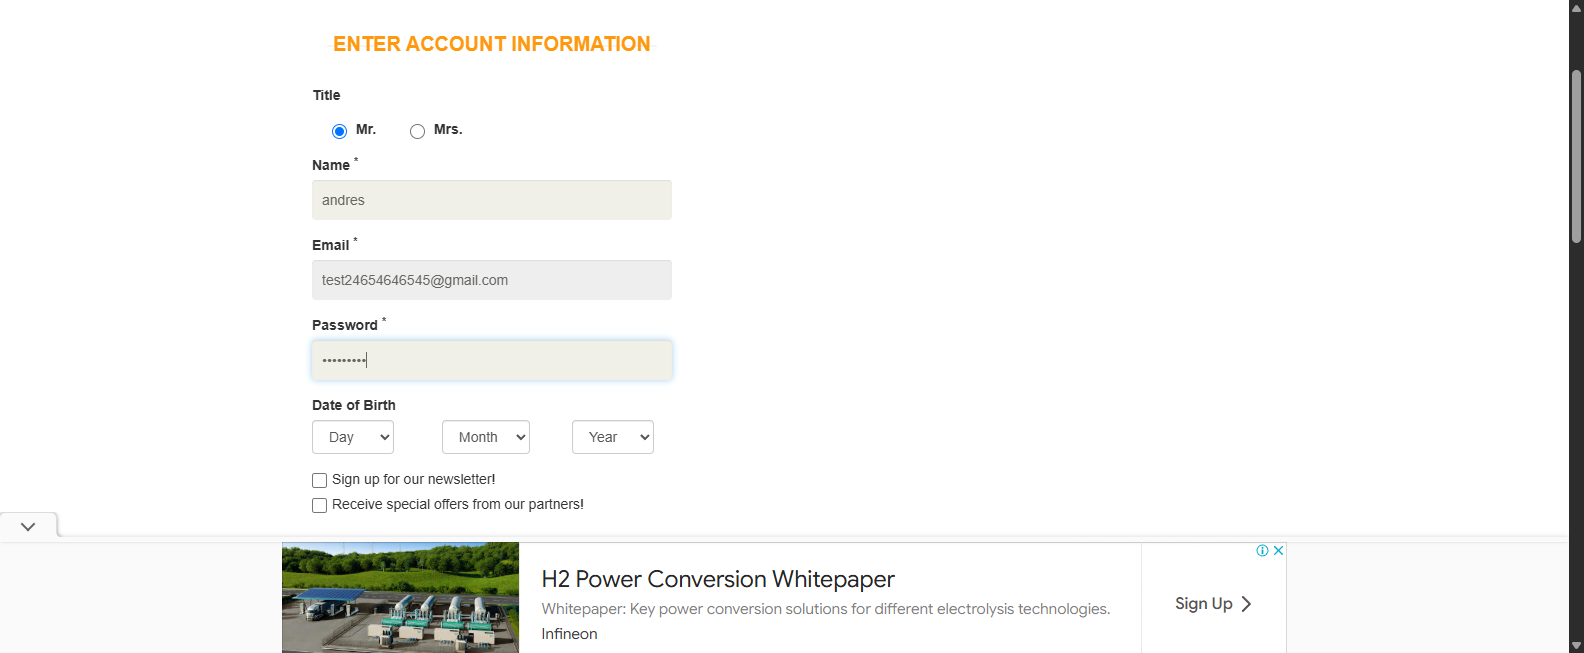 ENTER ACCOUNT INFORMATION
Title
Mr. Mrs.
Name *
andres
Email *
test24654646545@gmail.com
Password *
•••••••••
Date of Birth
Day Month Year
Sign up for our newsletter!
Receive special offers from our partners!
H2 Power Conversion Whitepaper
Whitepaper: Key power conversion solutions for different electrolysis technologies.
Infineon
Sign Up